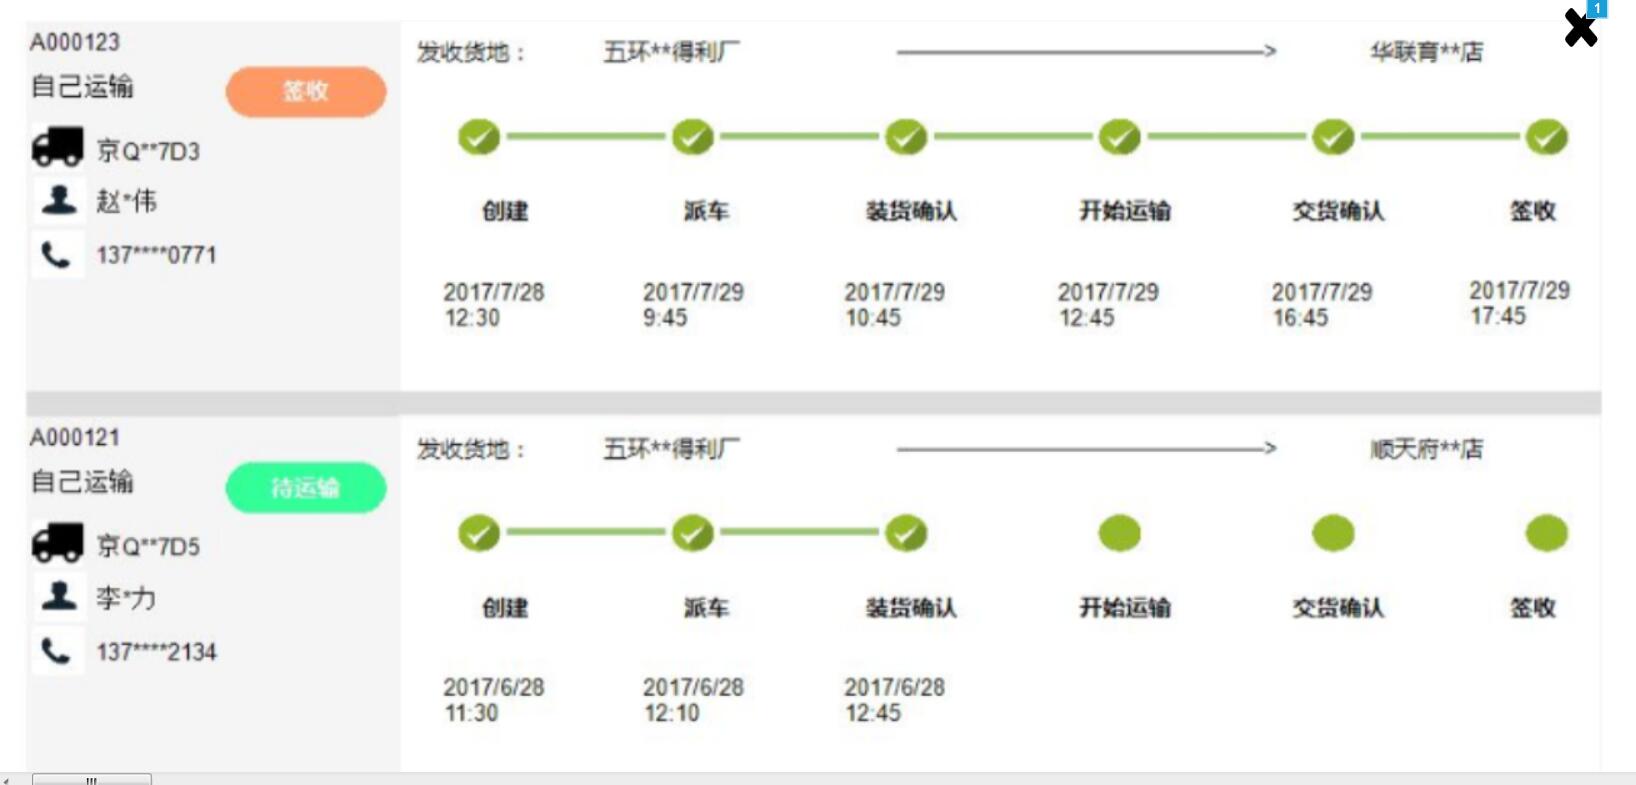 1
A000123
自己运输
签收
京Q**7D3
赵*伟
137****0771
发收货地： 五环**得利厂 华联育**店
创建 派车 装货确认 开始运输 交货确认 签收
2017/7/28 2017/7/29 2017/7/29 2017/7/29 2017/7/29 2017/7/29
12:30 9:45 10:45 12:45 16:45 17:45
A000121
自己运输
待运输
京Q**7D5
李*力
137****2134
发收货地： 五环**得利厂 顺天府**店
创建 派车 装货确认 开始运输 交货确认 签收
2017/6/28 2017/6/28 2017/6/28
11:30 12:10 12:45